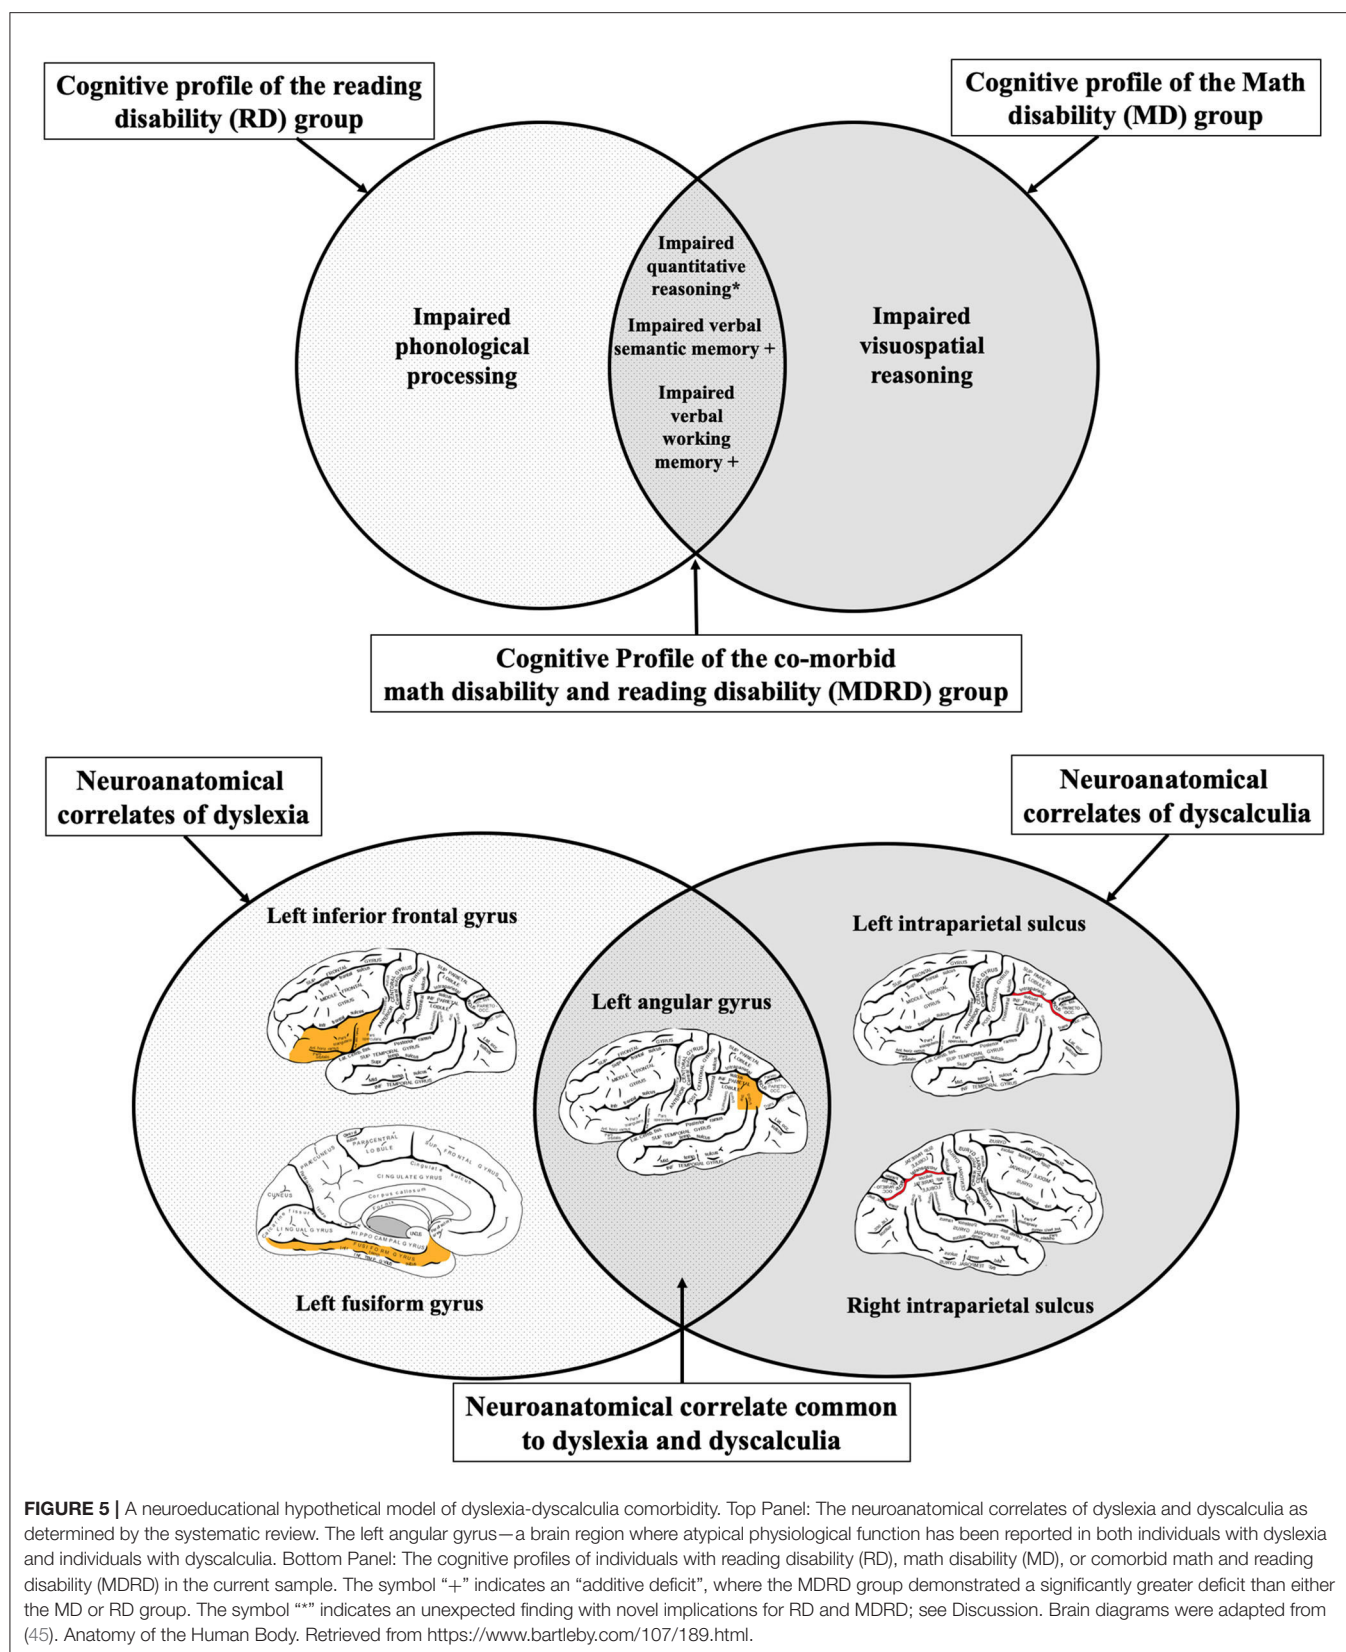 Cognitive profile of the reading
disability (RD) group
Cognitive profile of the Math
disability (MD) group
Impaired
phonological
processing
Impaired
quantitative
reasoning*
Impaired verbal
semantic memory +
Impaired
verbal
working
memory +
Impaired
visuospatial
reasoning
Cognitive Profile of the co-morbid
math disability and reading disability (MDRD) group
Neuroanatomical
correlates of dyslexia
Neuroanatomical
correlates of dyscalculia
Left inferior frontal gyrus
Left angular gyrus
Left intraparietal sulcus
Left fusiform gyrus
Right intraparietal sulcus
Neuroanatomical correlate common
to dyslexia and dyscalculia
FIGURE 5 | A neuroeducational hypothetical model of dyslexia-dyscalculia comorbidity. Top Panel: The neuroanatomical correlates of dyslexia and dyscalculia as
determined by the systematic review. The left angular gyrus—a brain region where atypical physiological function has been reported in both individuals with dyslexia
and individuals with dyscalculia. Bottom Panel: The cognitive profiles of individuals with reading disability (RD), math disability (MD), or comorbid math and reading
disability (MDRD) in the current sample. The symbol “+” indicates an “additive deficit”, where the MDRD group demonstrated a significantly greater deficit than either
the MD or RD group. The symbol “*” indicates an unexpected finding with novel implications for RD and MDRD; see Discussion. Brain diagrams were adapted from
(45). Anatomy of the Human Body. Retrieved from https://www.bartleby.com/107/189.html.